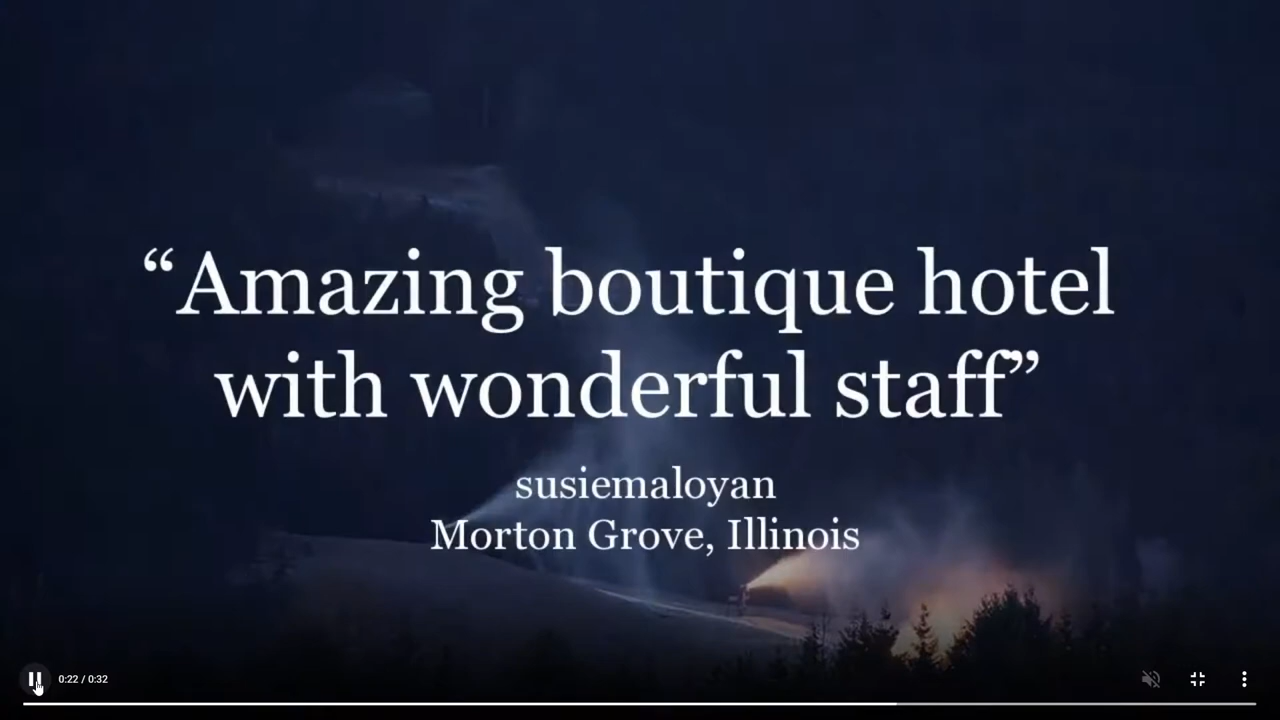 “Amazing boutique hotel
with wonderful staff”
susiemaloyan
Morton Grove, Illinois
0:22 / 0:32